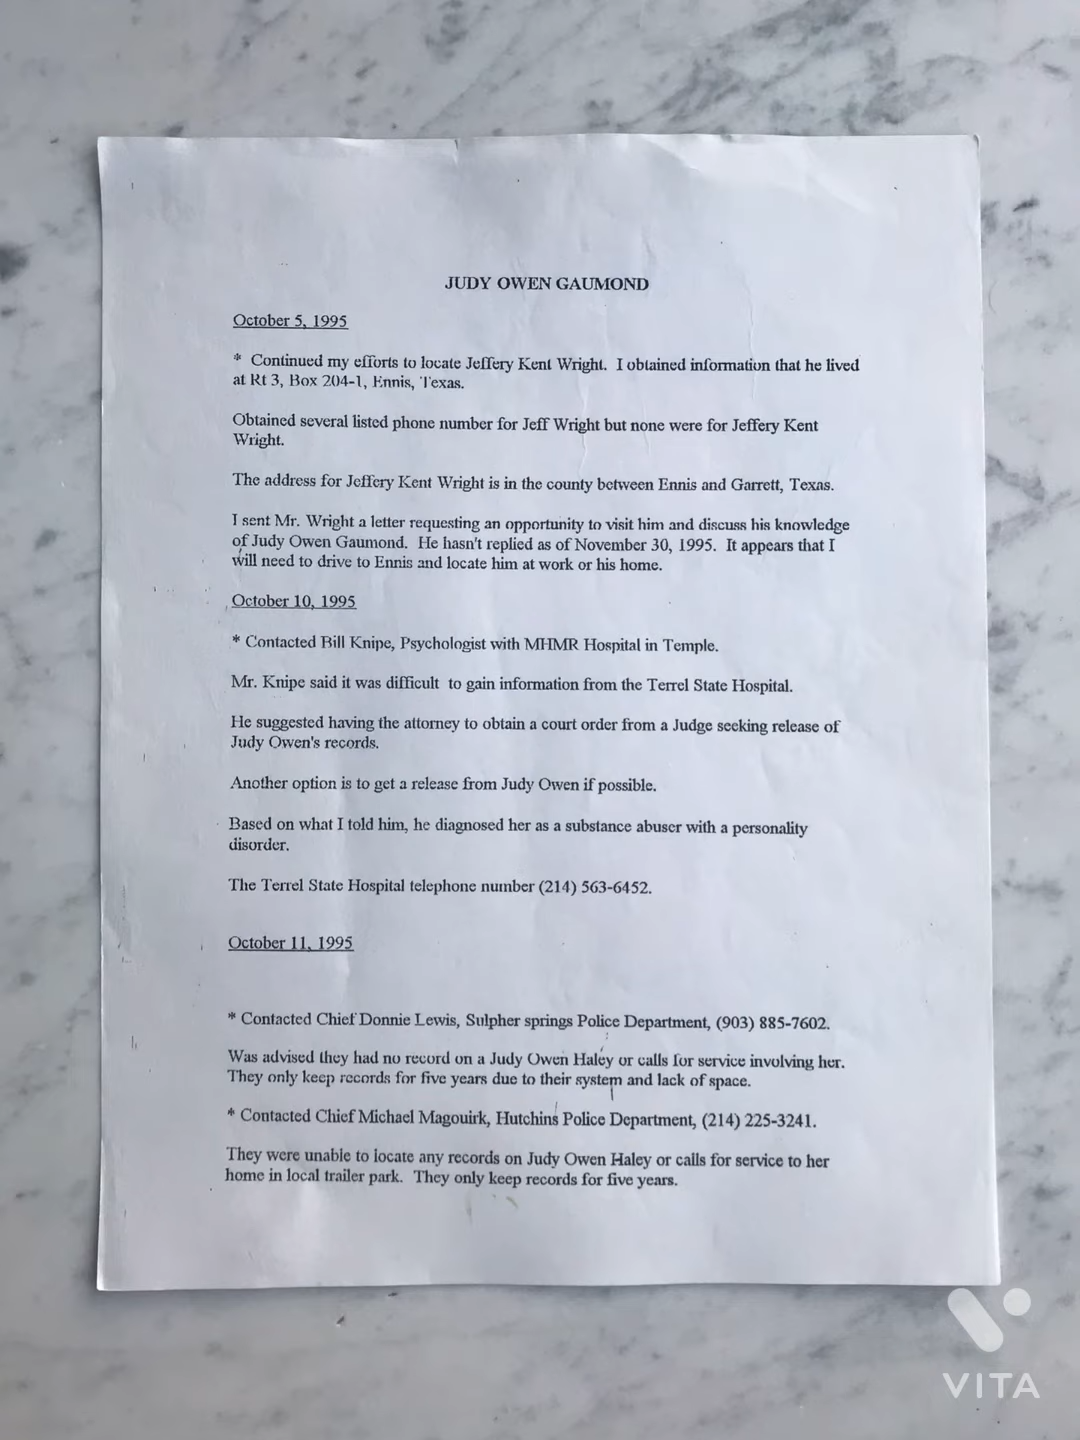 JUDY OWEN GAUMOND
October 5, 1995
* Continued my efforts to locate Jeffery Kent Wright. I obtained information that he lived
at Rt 3, Box 204-1, Ennis, Texas.
Obtained several listed phone number for Jeff Wright but none were for Jeffery Kent
Wright.
The address for Jeffery Kent Wright is in the county between Ennis and Garrett, Texas.
I sent Mr. Wright a letter requesting an opportunity to visit him and discuss his knowledge
of Judy Owen Gaumond. He hasn't replied as of November 30, 1995. It appears that I
will need to drive to Ennis and locate him at work or his home.
October 10, 1995
* Contacted Bill Knipe, Psychologist with MHMR Hospital in Temple.
Mr. Knipe said it was difficult to gain information from the Terrel State Hospital.
He suggested having the attorney to obtain a court order from a Judge seeking release of
Judy Owen's records.
Another option is to get a release from Judy Owen if possible.
Based on what I told him, he diagnosed her as a substance abuser with a personality
disorder.
The Terrel State Hospital telephone number (214) 563-6452.
October 11, 1995
* Contacted Chief Donnie Lewis, Sulpher springs Police Department, (903) 885-7602.
Was advised they had no record on a Judy Owen Haley or calls for service involving her.
They only keep records for five years due to their system and lack of space.
* Contacted Chief Michael Magouirk, Hutchins Police Department, (214) 225-3241.
They were unable to locate any records on Judy Owen Haley or calls for service to her
home in local trailer park. They only keep records for five years.
VITA